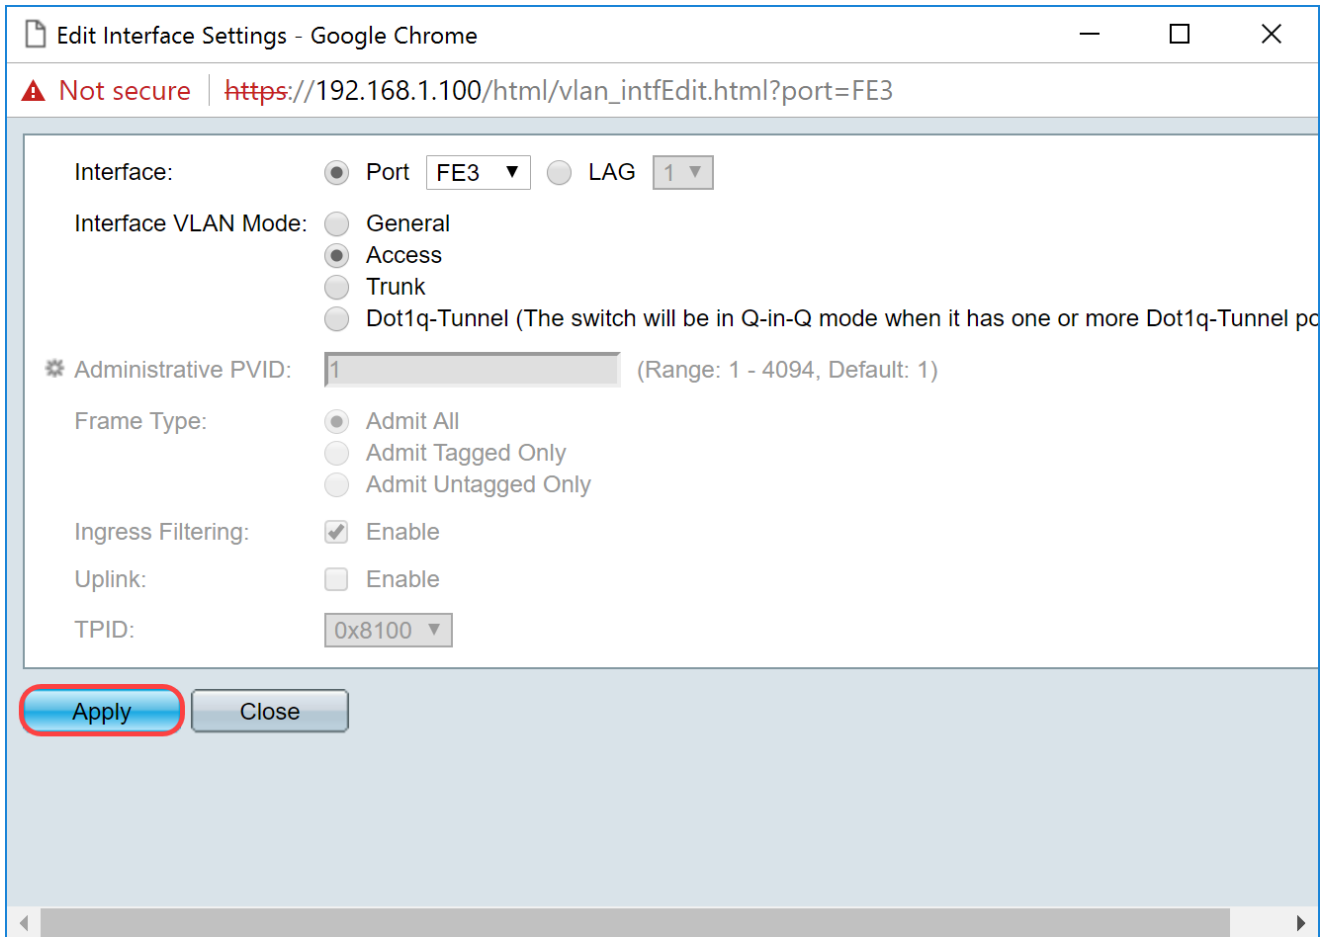 Edit Interface Settings - Google Chrome
Not secure https://192.168.1.100/html/vlan_intfEdit.html?port=FE3
Interface: Port FE3 LAG 1
Interface VLAN Mode: General
Access
Trunk
Dot1q-Tunnel (The switch will be in Q-in-Q mode when it has one or more Dot1q-Tunnel po
Administrative PVID: 1 (Range: 1 - 4094, Default: 1)
Frame Type: Admit All
Admit Tagged Only
Admit Untagged Only
Ingress Filtering: Enable
Uplink: Enable
TPID: 0x8100
Apply Close